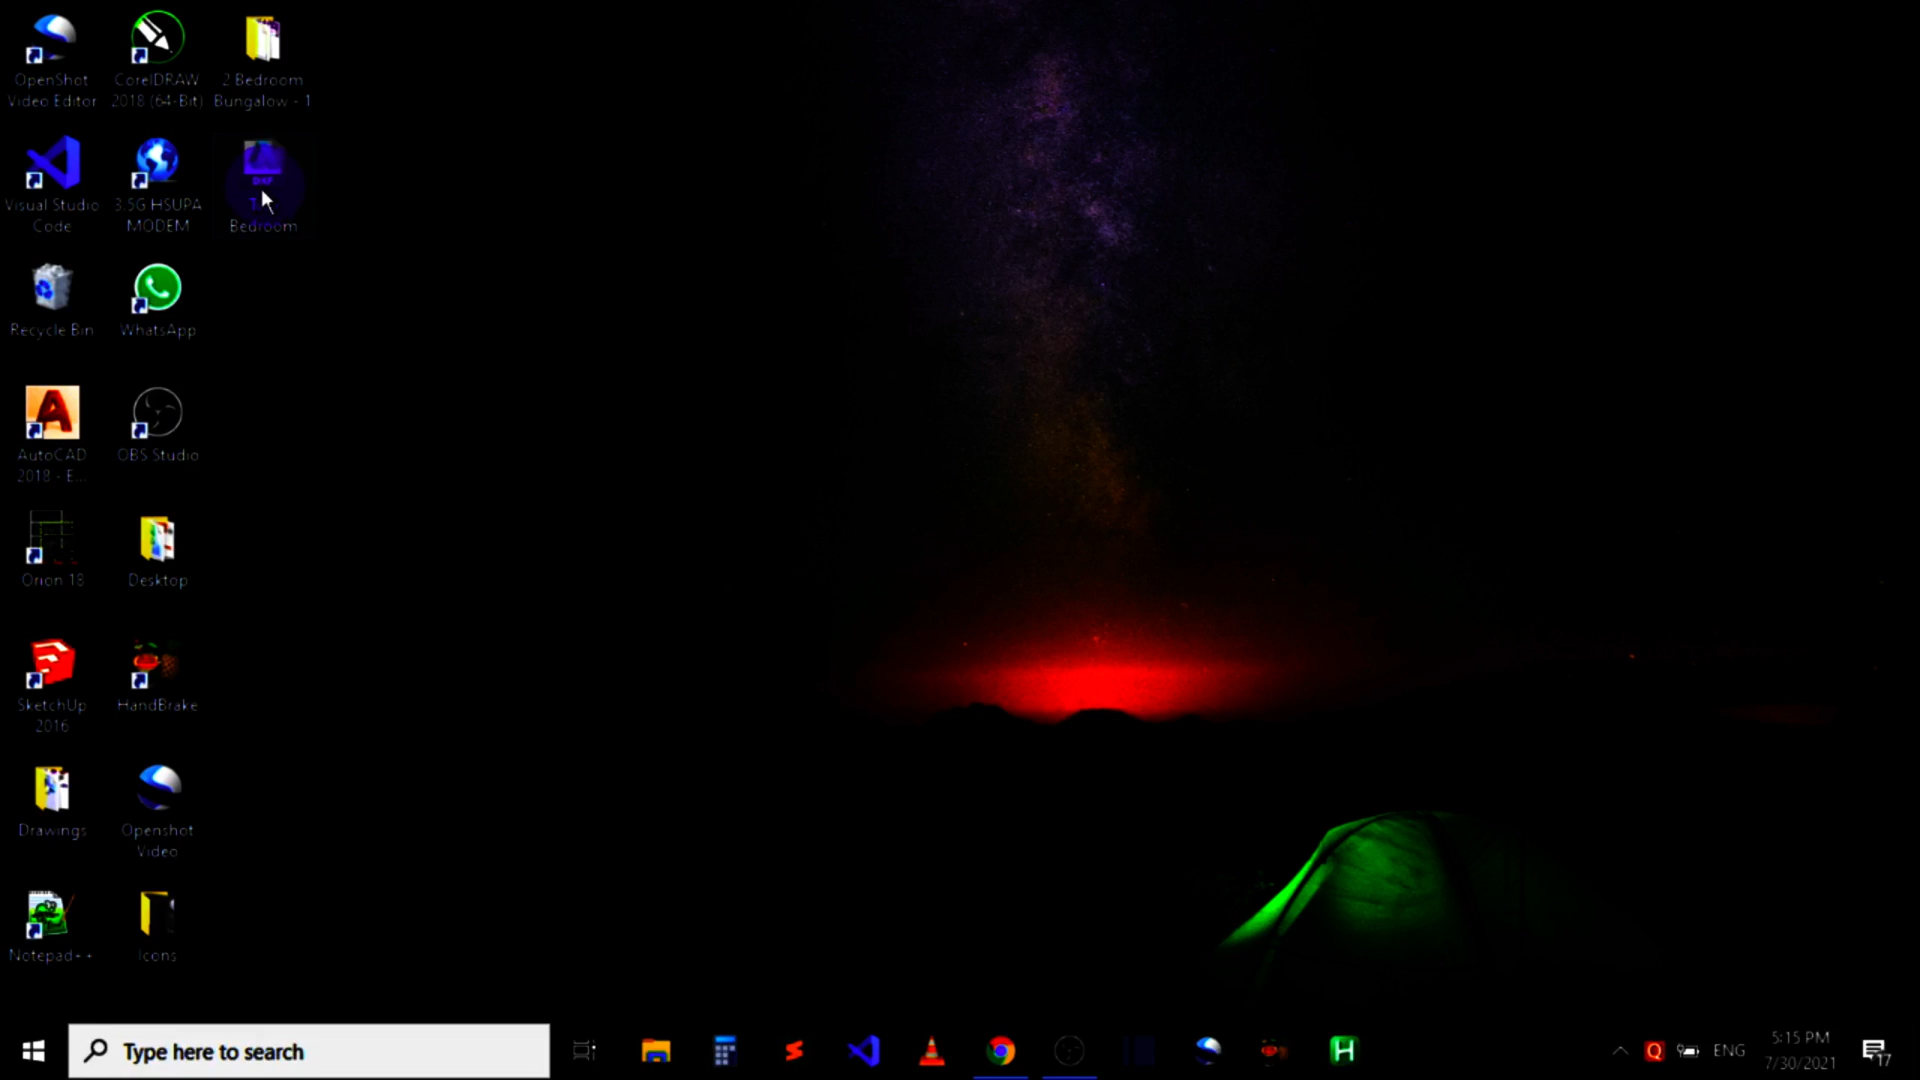 OpenShot
Video Editor
CorelDRAW
2018 (64-Bit)
2 Bedroom
Bungalow - 1
Visual Studio
Code
3.5G HSUPA
MODEM
Bedroom
Recycle Bin
WhatsApp
AutoCAD
2018 - E...
OBS Studio
Orion 18
Desktop
SketchUp
2016
HandBrake
Drawings
Openshot
Video
Notepad++
Icons
Type here to search
ENG
5:15 PM
7/30/2021
17